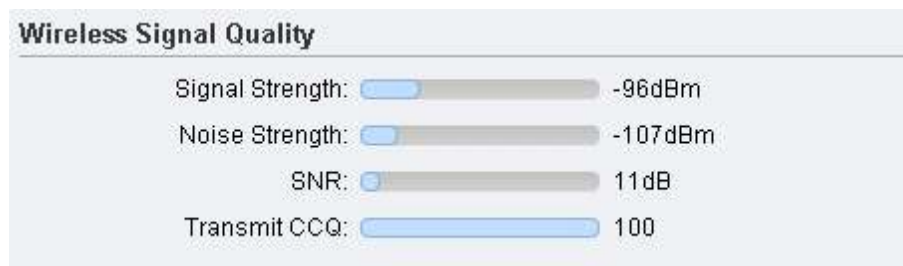 Wireless Signal Quality
Signal Strength: -96dBm
Noise Strength: -107dBm
SNR: 11dB
Transmit CCQ: 100